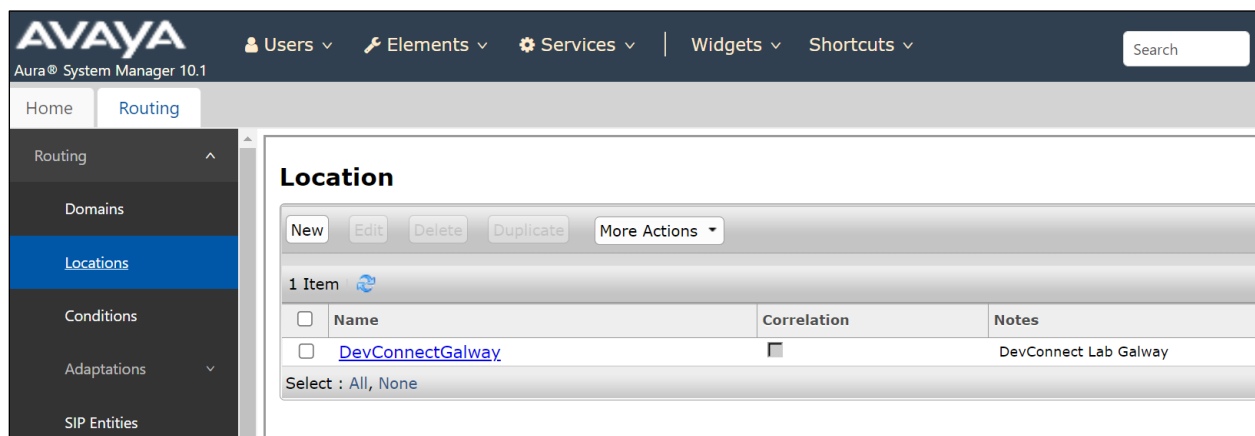 AVAYA
Aura® System Manager 10.1
Users Elements Services Widgets Shortcuts Search
Home Routing
Routing
Domains
Locations
Conditions
Adaptations
SIP Entities
Location
New Edit Delete Duplicate More Actions
1 Item
Name Correlation Notes
DevConnectGalway DevConnect Lab Galway
Select : All, None